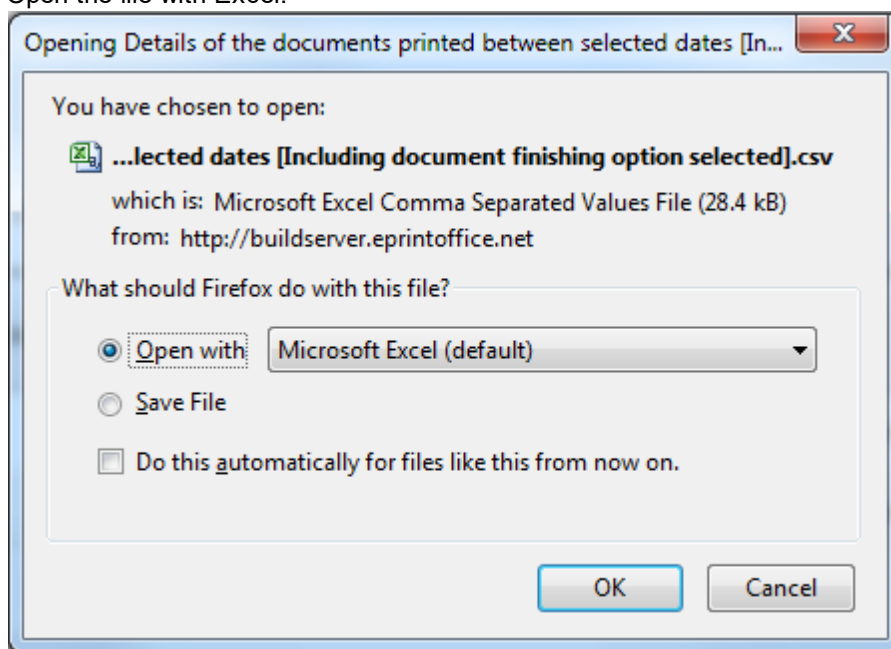 Open the file with Excel.
Opening Details of the documents printed between selected dates [In...
You have chosen to open:
...lected dates [Including document finishing option selected].csv
which is: Microsoft Excel Comma Separated Values File (28.4 kB)
from: http://buildserver.eprintoffice.net
What should Firefox do with this file?
Open with Microsoft Excel (default)
Save File
Do this automatically for files like this from now on.
OK Cancel